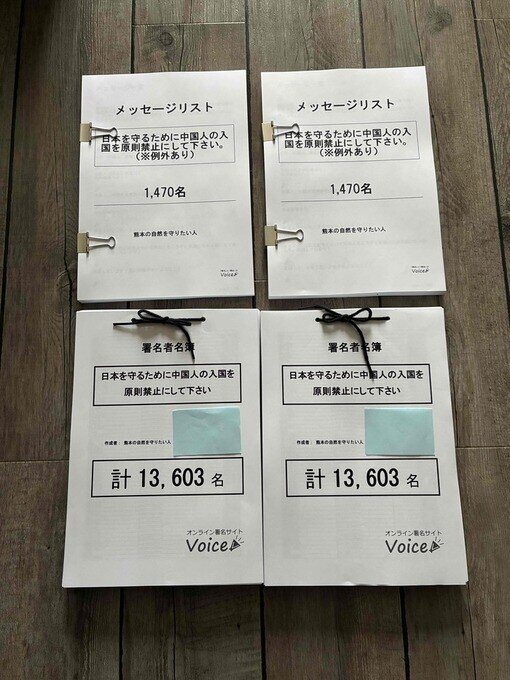 メッセージリスト
日本を守るために中国人の入
国を原則禁止にして下さい。
(※例外あり)
1,470名
熊本の自然を守りたい人
Voice
メッセージリスト
日本を守るために中国人の入
国を原則禁止にして下さい。
(※例外あり)
1,470名
熊本の自然を守りたい人
Voice
署名者名簿
日本を守るために中国人の入国を
原則禁止にして下さい
作成者： 熊本の自然を守りたい人
計 13,603 名
オンライン署名サイト
Voice
署名者名簿
日本を守るために中国人の入国を
原則禁止にして下さい
作成者： 熊本の自然を守りたい人
計 13,603 名
オンライン署名サイト
Voice